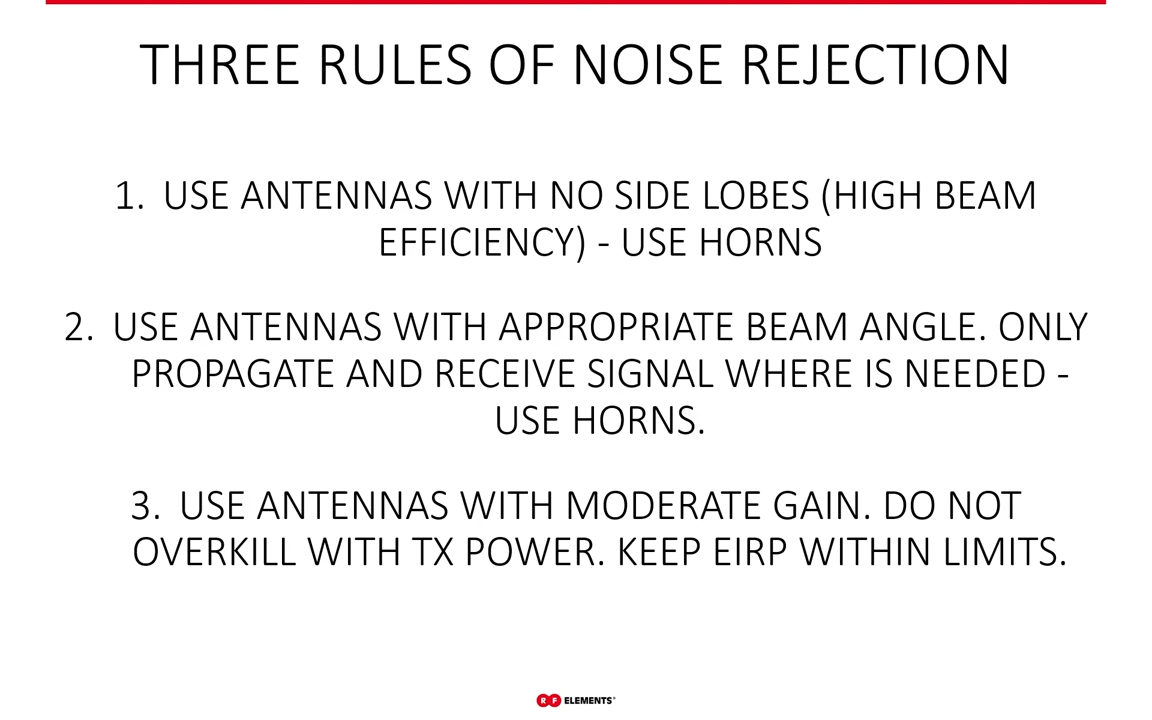 THREE RULES OF NOISE REJECTION
1. USE ANTENNAS WITH NO SIDE LOBES (HIGH BEAM
EFFICIENCY) - USE HORNS
2. USE ANTENNAS WITH APPROPRIATE BEAM ANGLE. ONLY
PROPAGATE AND RECEIVE SIGNAL WHERE IS NEEDED -
USE HORNS.
3. USE ANTENNAS WITH MODERATE GAIN. DO NOT
OVERKILL WITH TX POWER. KEEP EIRP WITHIN LIMITS.
RF ELEMENTS®